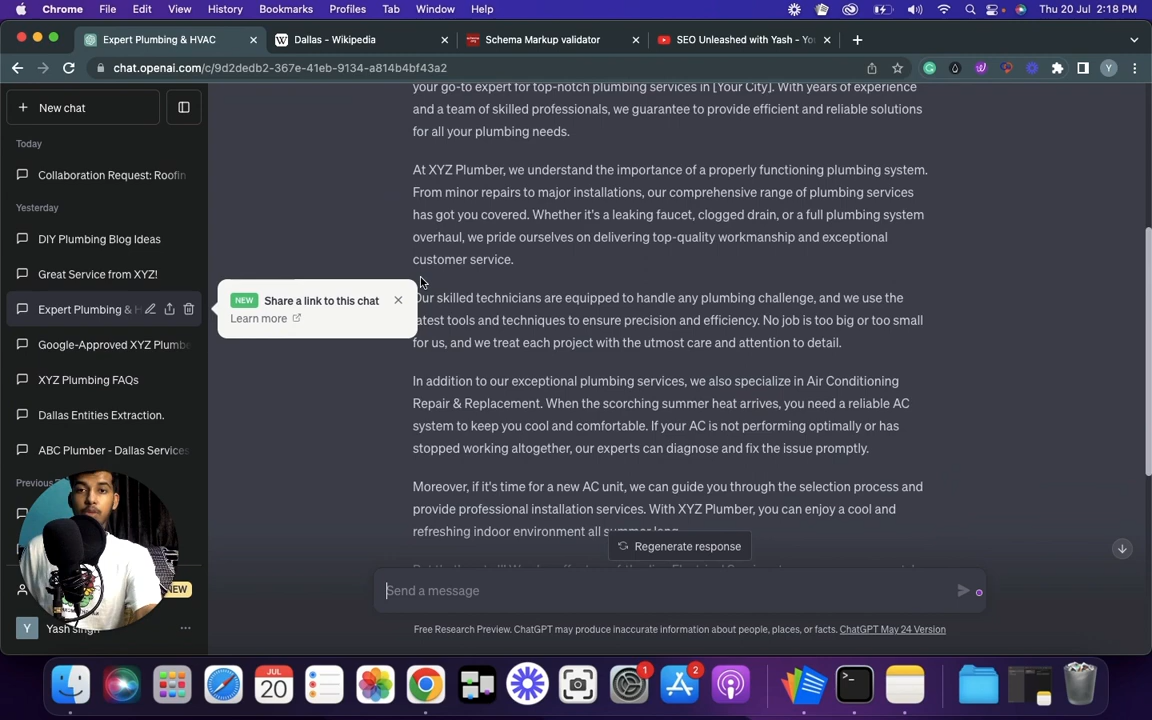 Chrome File Edit View History Bookmarks Profiles Tab Window Help
Thu 20 Jul 2:18 PM
Expert Plumbing & HVAC
Dallas - Wikipedia
Schema Markup validator
SEO Unleashed with Yash - Yo
chat.openai.com/c/9d2dedb2-367e-41eb-9134-a814b4bf43a2
Y
New chat
Today
Collaboration Request: Roofin
Yesterday
DIY Plumbing Blog Ideas
Great Service from XYZ!
Expert Plumbing & H
Google-Approved XYZ Plumb
XYZ Plumbing FAQs
Dallas Entities Extraction.
ABC Plumber - Dallas Services
Previous
NEW
Y Yash singh
NEW Share a link to this chat
Learn more
your go-to expert for top-notch plumbing services in [Your City]. With years of experience
and a team of skilled professionals, we guarantee to provide efficient and reliable solutions
for all your plumbing needs.
At XYZ Plumber, we understand the importance of a properly functioning plumbing system.
From minor repairs to major installations, our comprehensive range of plumbing services
has got you covered. Whether it's a leaking faucet, clogged drain, or a full plumbing system
overhaul, we pride ourselves on delivering top-quality workmanship and exceptional
customer service.
Our skilled technicians are equipped to handle any plumbing challenge, and we use the
latest tools and techniques to ensure precision and efficiency. No job is too big or too small
for us, and we treat each project with the utmost care and attention to detail.
In addition to our exceptional plumbing services, we also specialize in Air Conditioning
Repair & Replacement. When the scorching summer heat arrives, you need a reliable AC
system to keep you cool and comfortable. If your AC is not performing optimally or has
stopped working altogether, our experts can diagnose and fix the issue promptly.
Moreover, if it's time for a new AC unit, we can guide you through the selection process and
provide professional installation services. With XYZ Plumber, you can enjoy a cool and
refreshing indoor environment all summer long.
Regenerate response
Send a message
Free Research Preview. ChatGPT may produce inaccurate information about people, places, or facts. ChatGPT May 24 Version
JUL
20
1
2